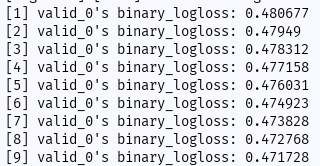 [1] valid_0's binary_logloss: 0.480677
[2] valid_0's binary_logloss: 0.47949
[3] valid_0's binary_logloss: 0.478312
[4] valid_0's binary_logloss: 0.477158
[5] valid_0's binary_logloss: 0.476031
[6] valid_0's binary_logloss: 0.474923
[7] valid_0's binary_logloss: 0.473828
[8] valid_0's binary_logloss: 0.472768
[9] valid_0's binary_logloss: 0.471728